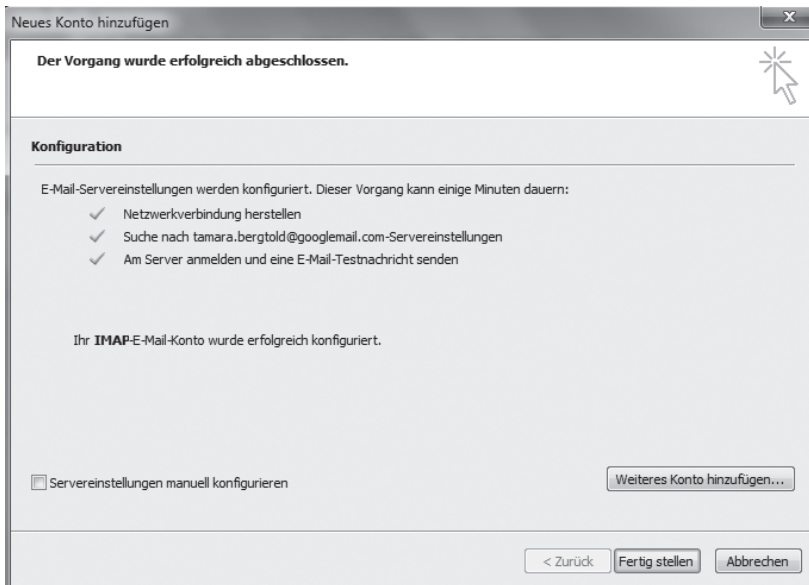 Neues Konto hinzufügen
Der Vorgang wurde erfolgreich abgeschlossen.
Konfiguration
E-Mail-Servereinstellungen werden konfiguriert. Dieser Vorgang kann einige Minuten dauern:
Netzwerkverbindung herstellen
Suche nach tamara.bergtold@googlemail.com-Servereinstellungen
Am Server anmelden und eine E-Mail-Testnachricht senden
Ihr IMAP-E-Mail-Konto wurde erfolgreich konfiguriert.
Servereinstellungen manuell konfigurieren
Weiteres Konto hinzufügen...
< Zurück
Fertig stellen
Abbrechen